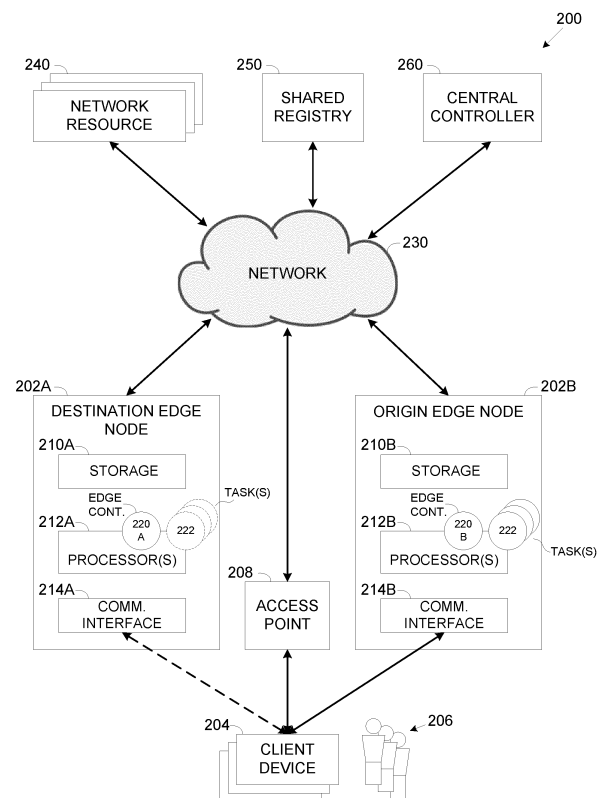 200
240
250
260
NETWORK
RESOURCE
SHARED
REGISTRY
CENTRAL
CONTROLLER
230
NETWORK
202A
202B
DESTINATION EDGE
NODE
ORIGIN EDGE NODE
210A
STORAGE
210B
STORAGE
EDGE
CONT.
TASK(S)
212A
220
A
222
PROCESSOR(S)
EDGE
CONT.
212B
220
B
222
TASK(S)
PROCESSOR(S)
214A
COMM.
INTERFACE
208
ACCESS
POINT
214B
COMM.
INTERFACE
204
CLIENT
DEVICE
206